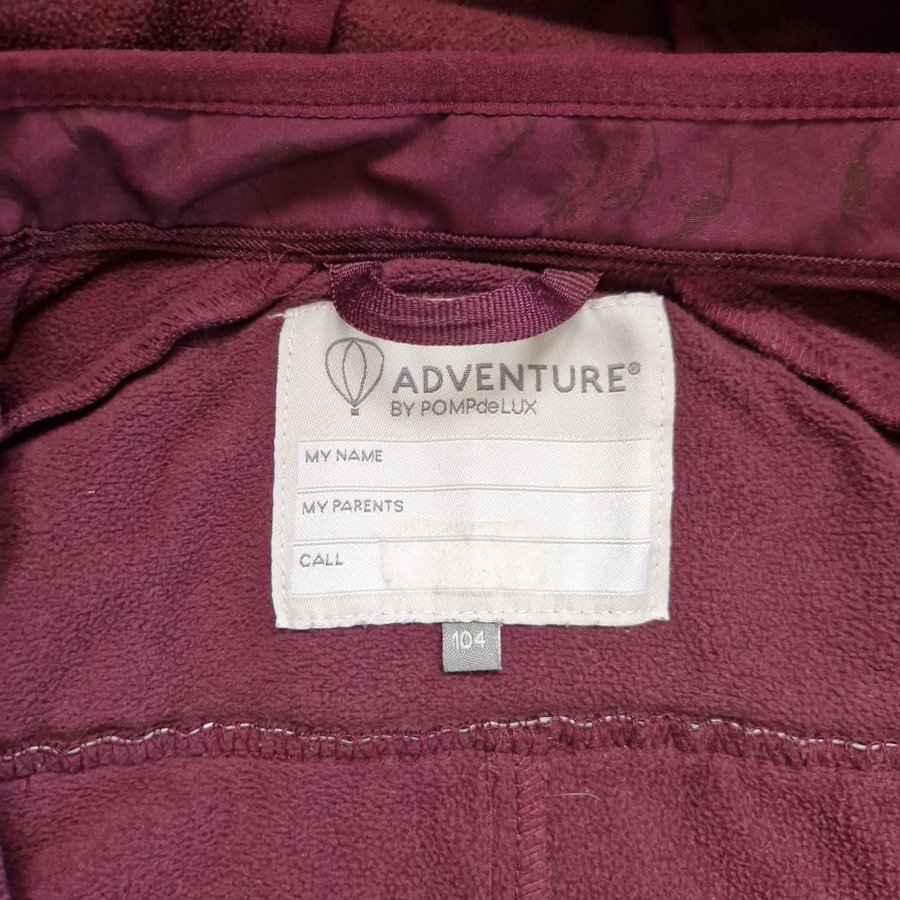 ADVENTURE®
BY POMPdeLUX
MY NAME
MY PARENTS
CALL
104